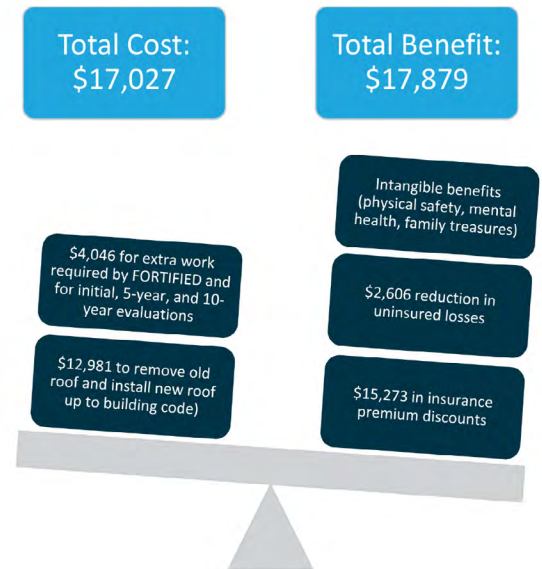 Total Cost:
$17,027
Total Benefit:
$17,879
Intangible benefits
(physical safety, mental
health, family treasures)
$4,046 for extra work
required by FORTIFIED and
for initial, 5-year, and 10-
year evaluations
$2,606 reduction in
uninsured losses
$12,981 to remove old
roof and install new roof
up to building code)
$15,273 in insurance
premium discounts